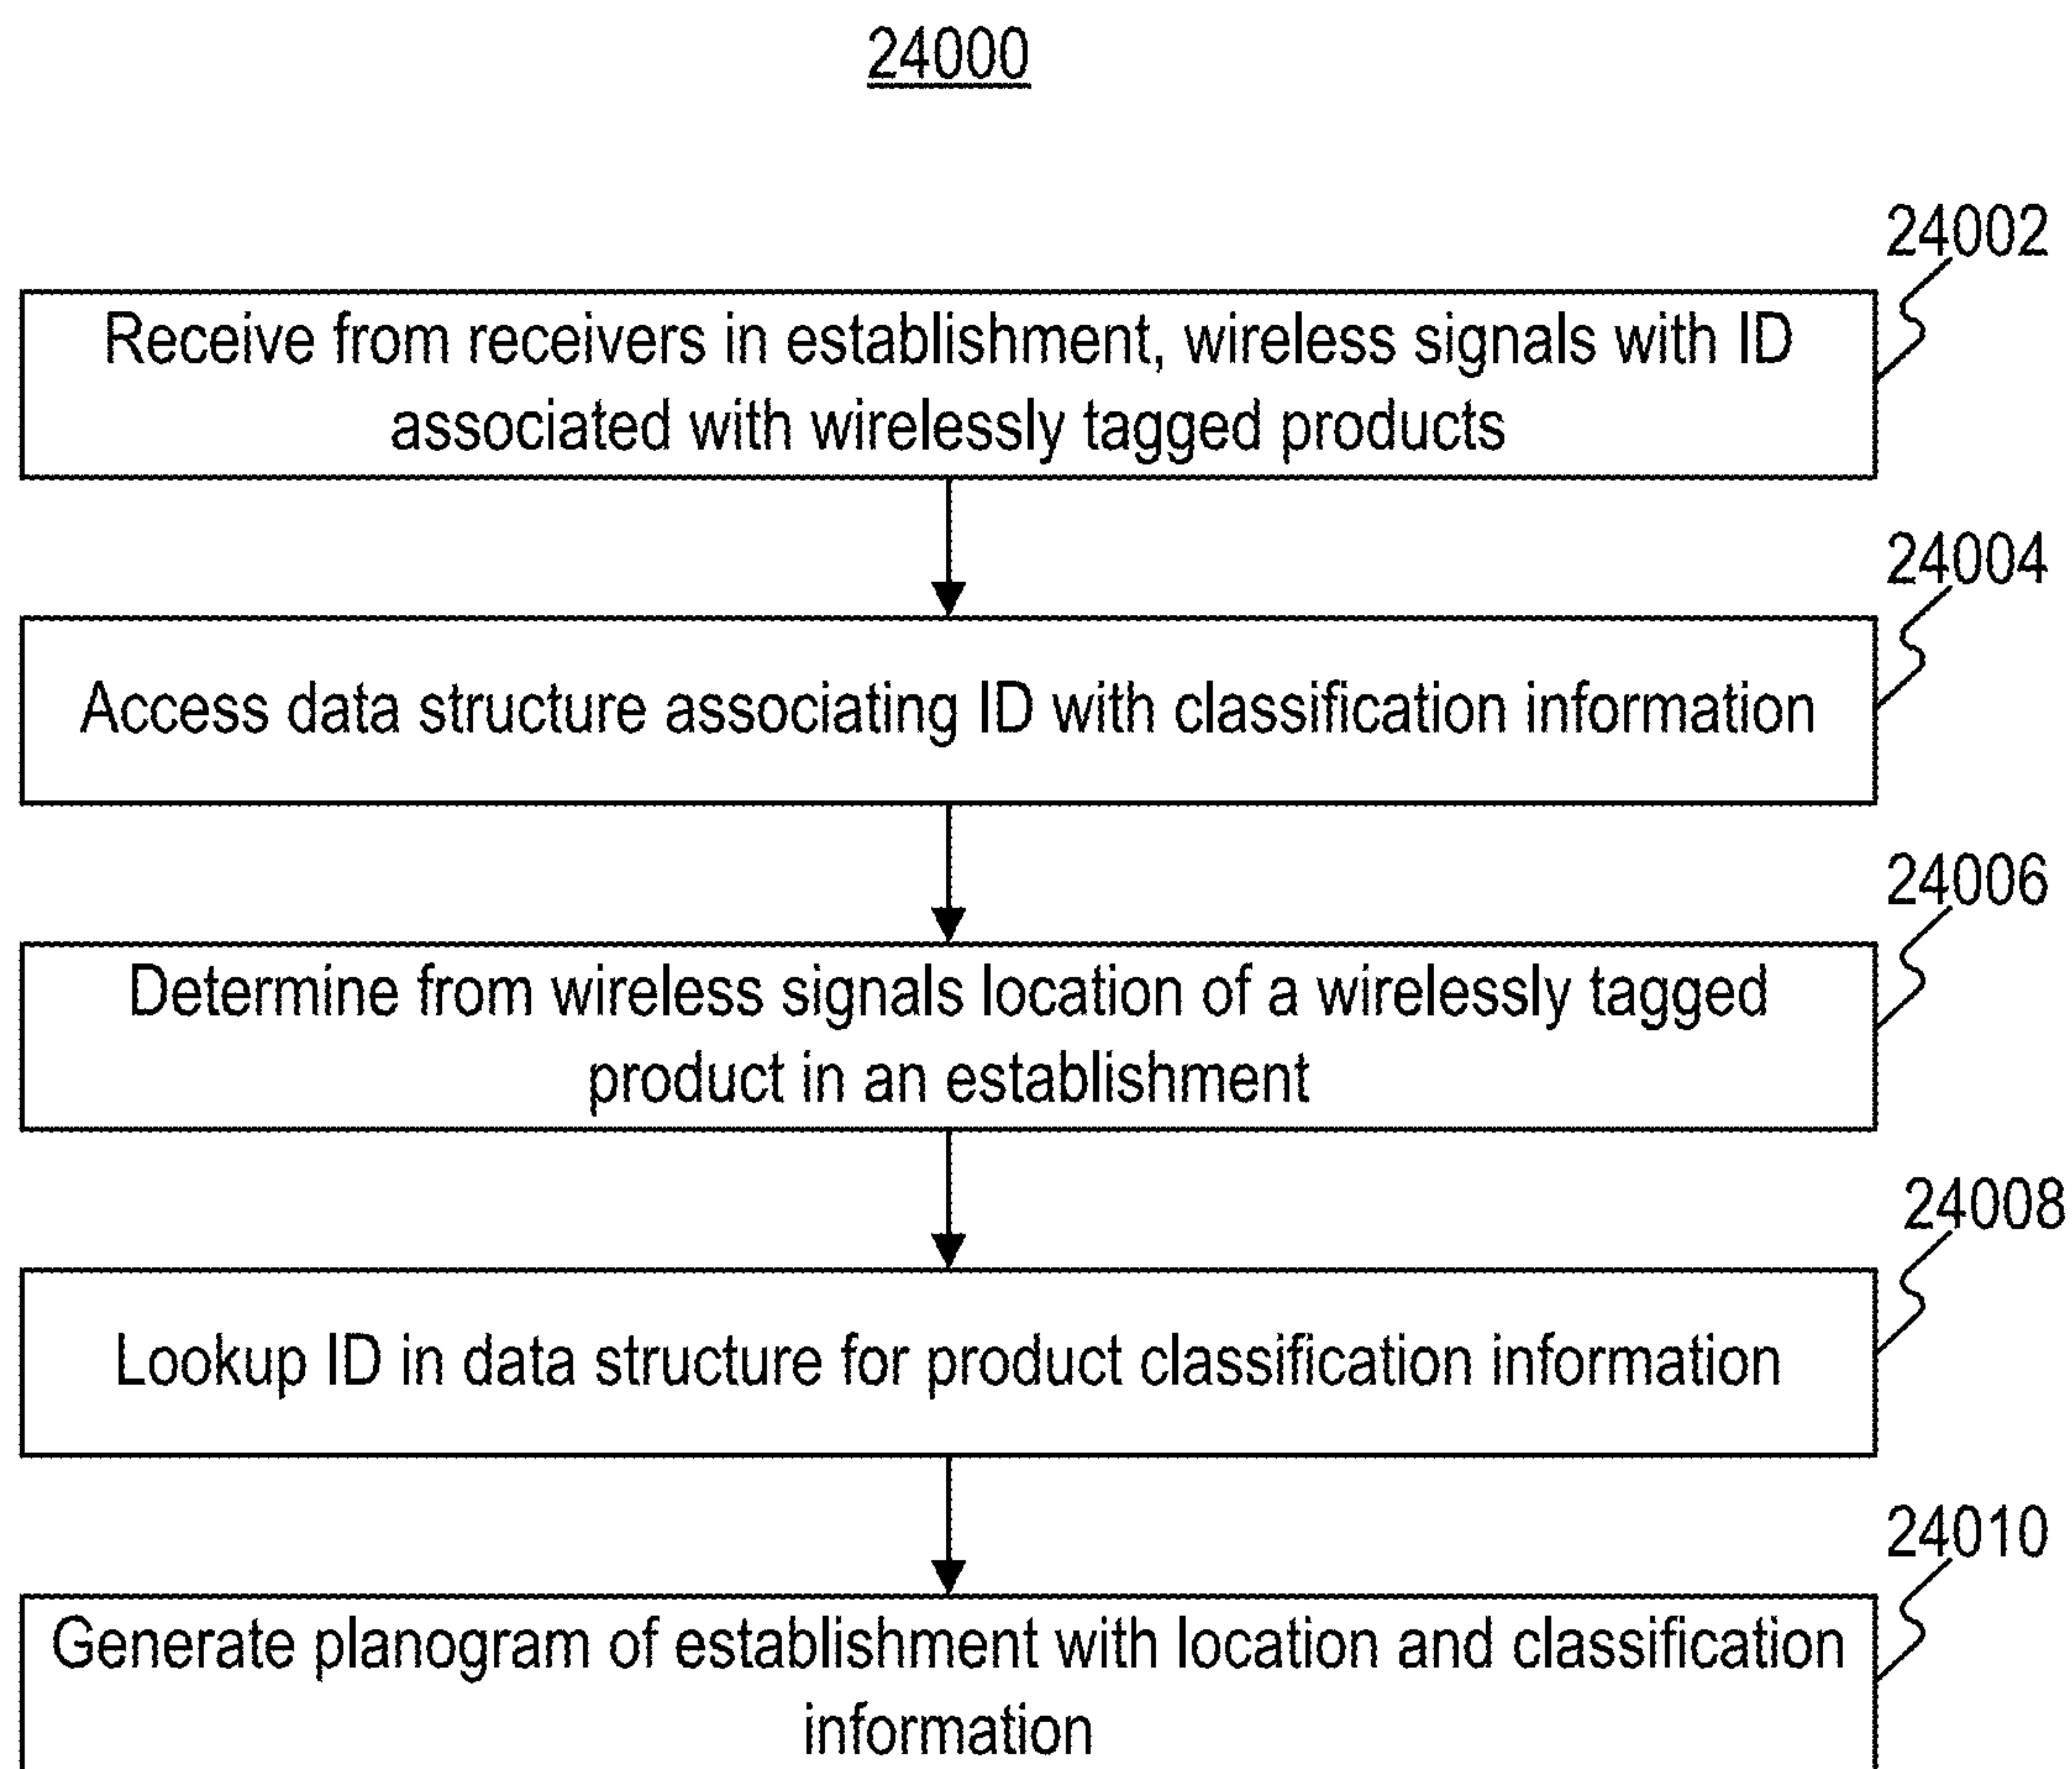 24000
24002
Receive from receivers in establishment, wireless signals with ID
associated with wirelessly tagged products
24004
Access data structure associating ID with classification information
24006
Determine from wireless signals location of a wirelessly tagged
product in an establishment
24008
Lookup ID in data structure for product classification information
24010
Generate planogram of establishment with location and classification
information